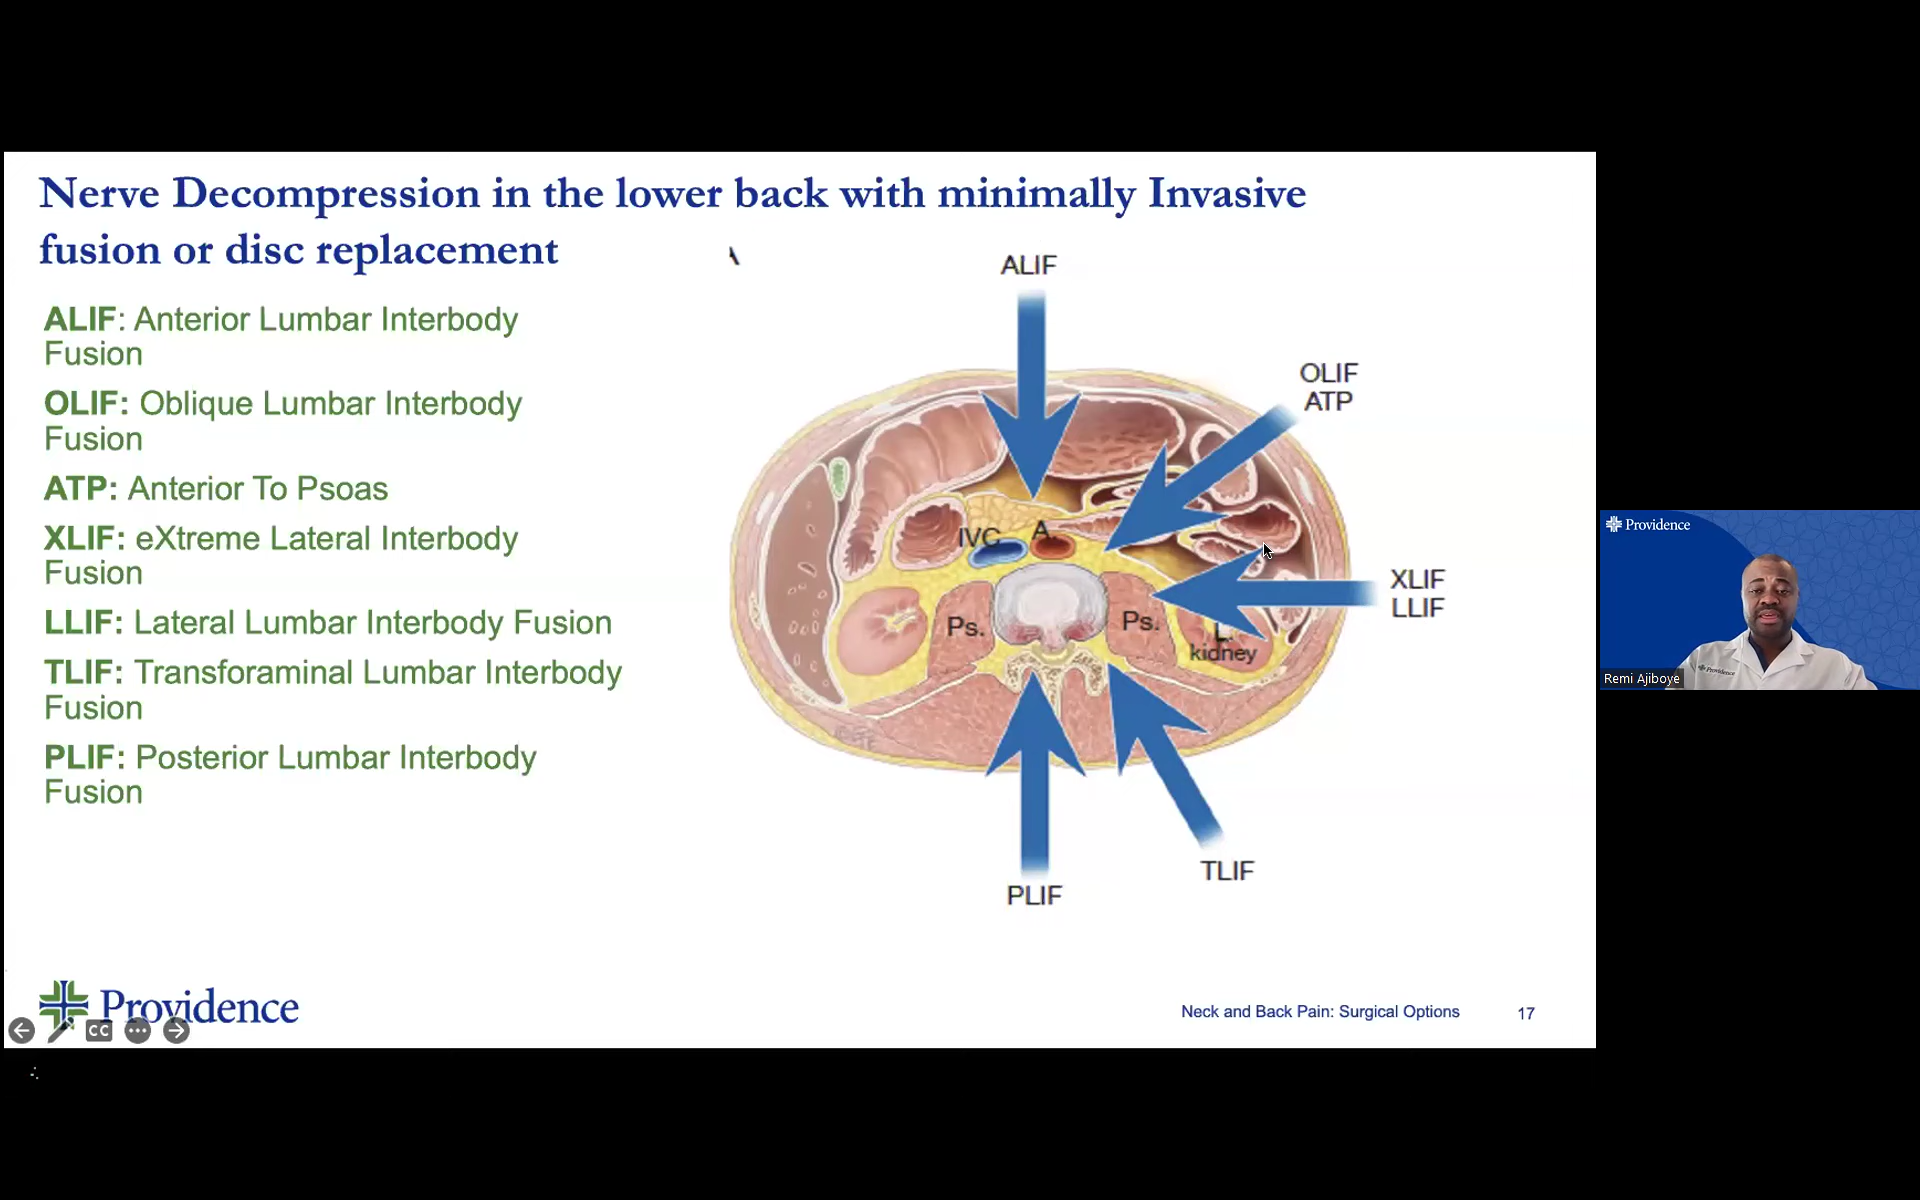 Nerve Decompression in the lower back with minimally Invasive
fusion or disc replacement
ALIF: Anterior Lumbar Interbody
Fusion
OLIF: Oblique Lumbar Interbody
Fusion
ATP: Anterior To Psoas
XLIF: eXtreme Lateral Interbody
Fusion
LLIF: Lateral Lumbar Interbody Fusion
TLIF: Transforaminal Lumbar Interbody
Fusion
PLIF: Posterior Lumbar Interbody
Fusion
ALIF
OLIF
ATP
IVC A.
XLIF
LLIF
Ps. Ps.
L.
kidney
TLIF
PLIF
Providence
CC
Neck and Back Pain: Surgical Options 17
Providence
Providence
Remi Ajiboye